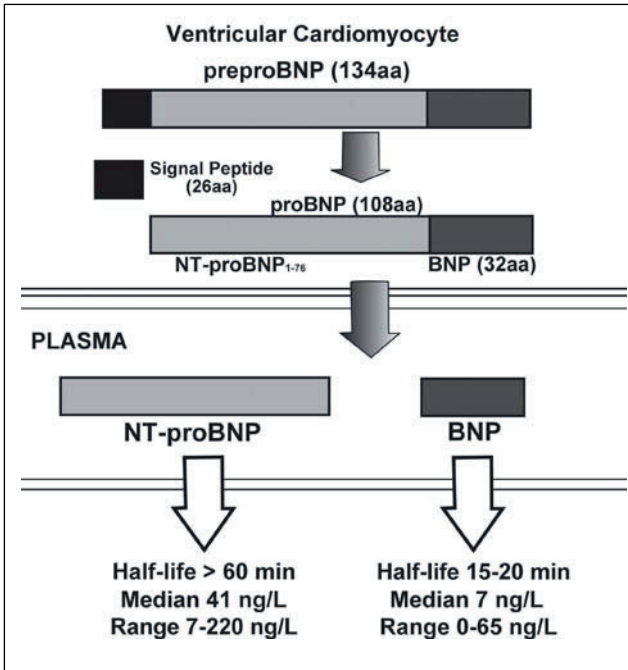 Ventricular Cardiomyocyte
preproBNP (134aa)
Signal Peptide
(26aa)
proBNP (108aa)
NT-proBNP1-76
BNP (32aa)
PLASMA
NT-proBNP
BNP
Half-life > 60 min
Median 41 ng/L
Range 7-220 ng/L
Half-life 15-20 min
Median 7 ng/L
Range 0-65 ng/L